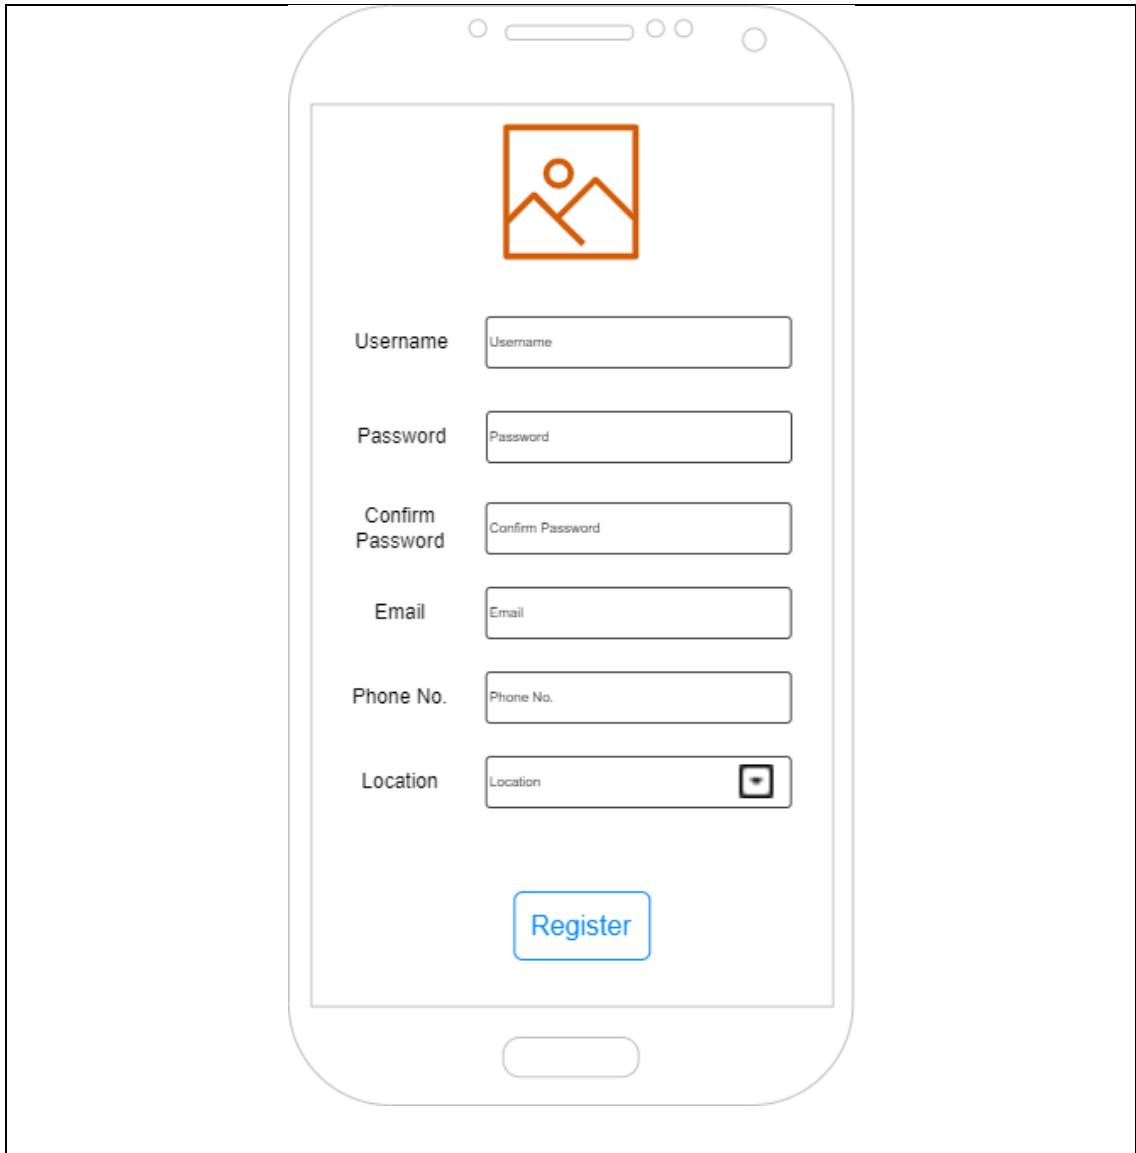 Username
Username
Password
Password
Confirm
Password
Confirm Password
Email
Email
Phone No.
Phone No.
Location
Location
Register